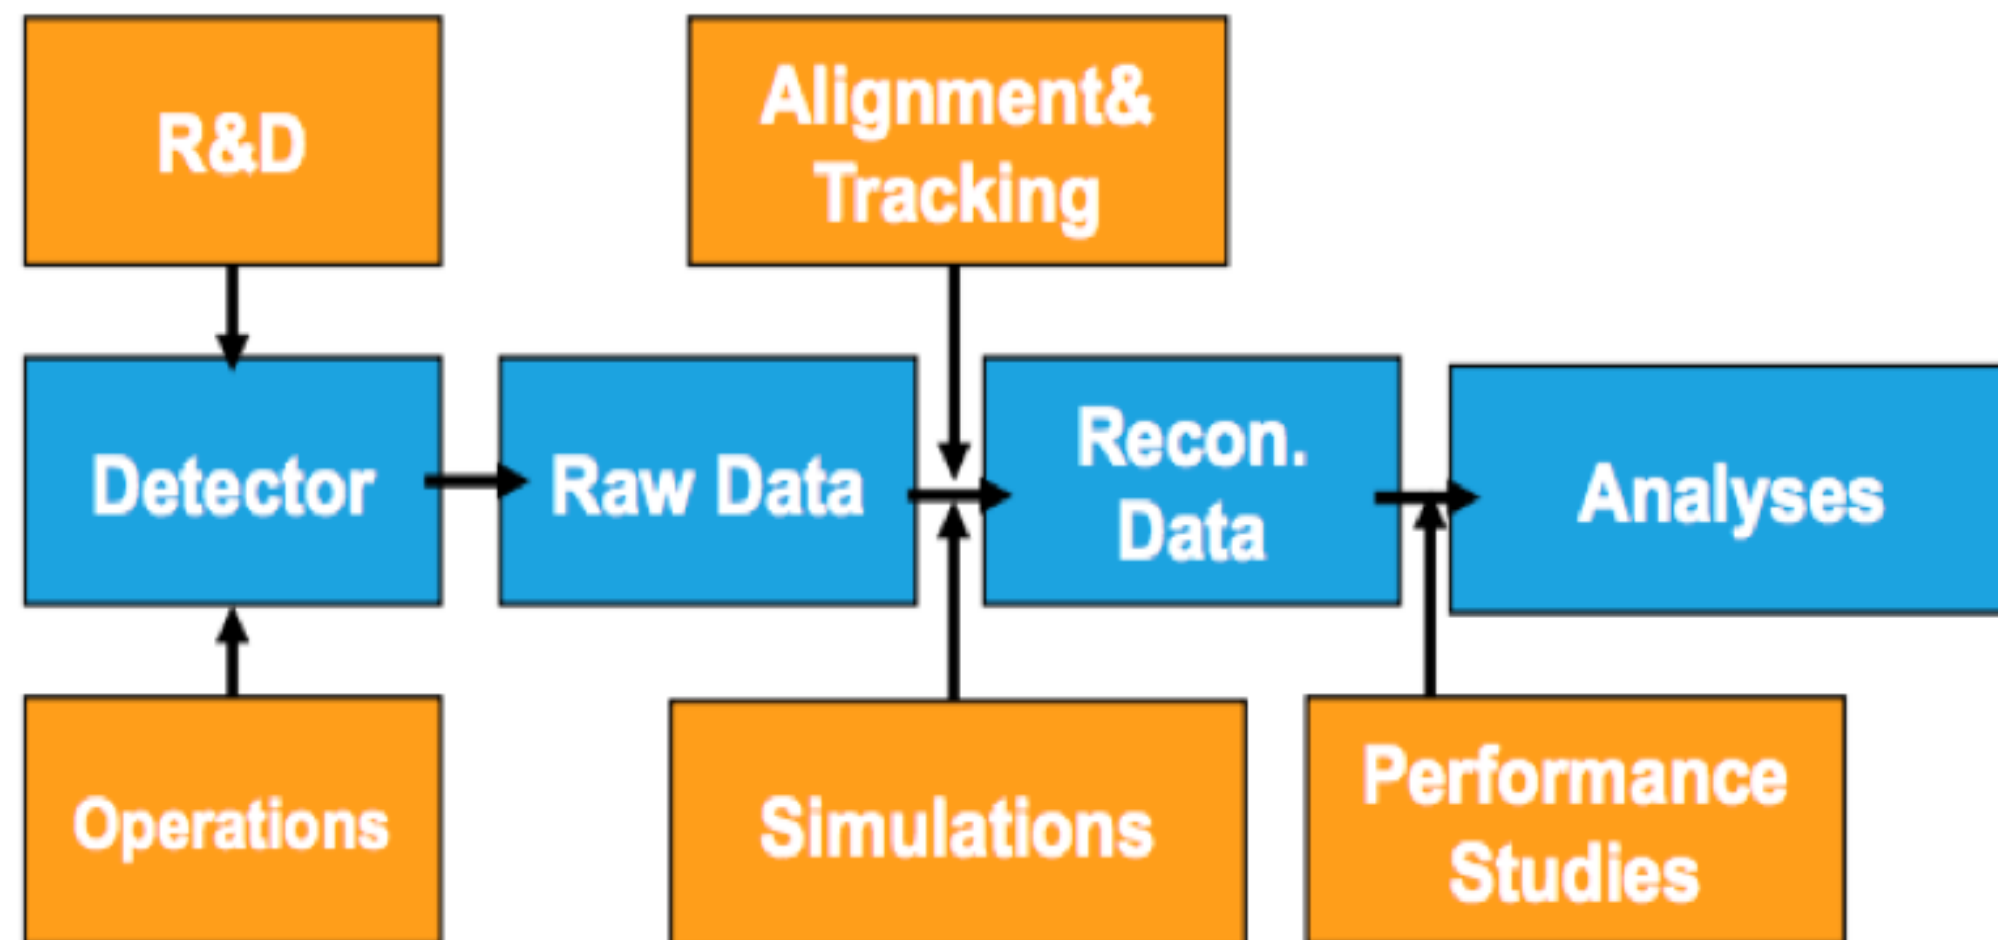 R&D
Alignment&
Tracking
Detector
Raw Data
Recon.
Data
Analyses
Operations
Simulations
Performance
Studies